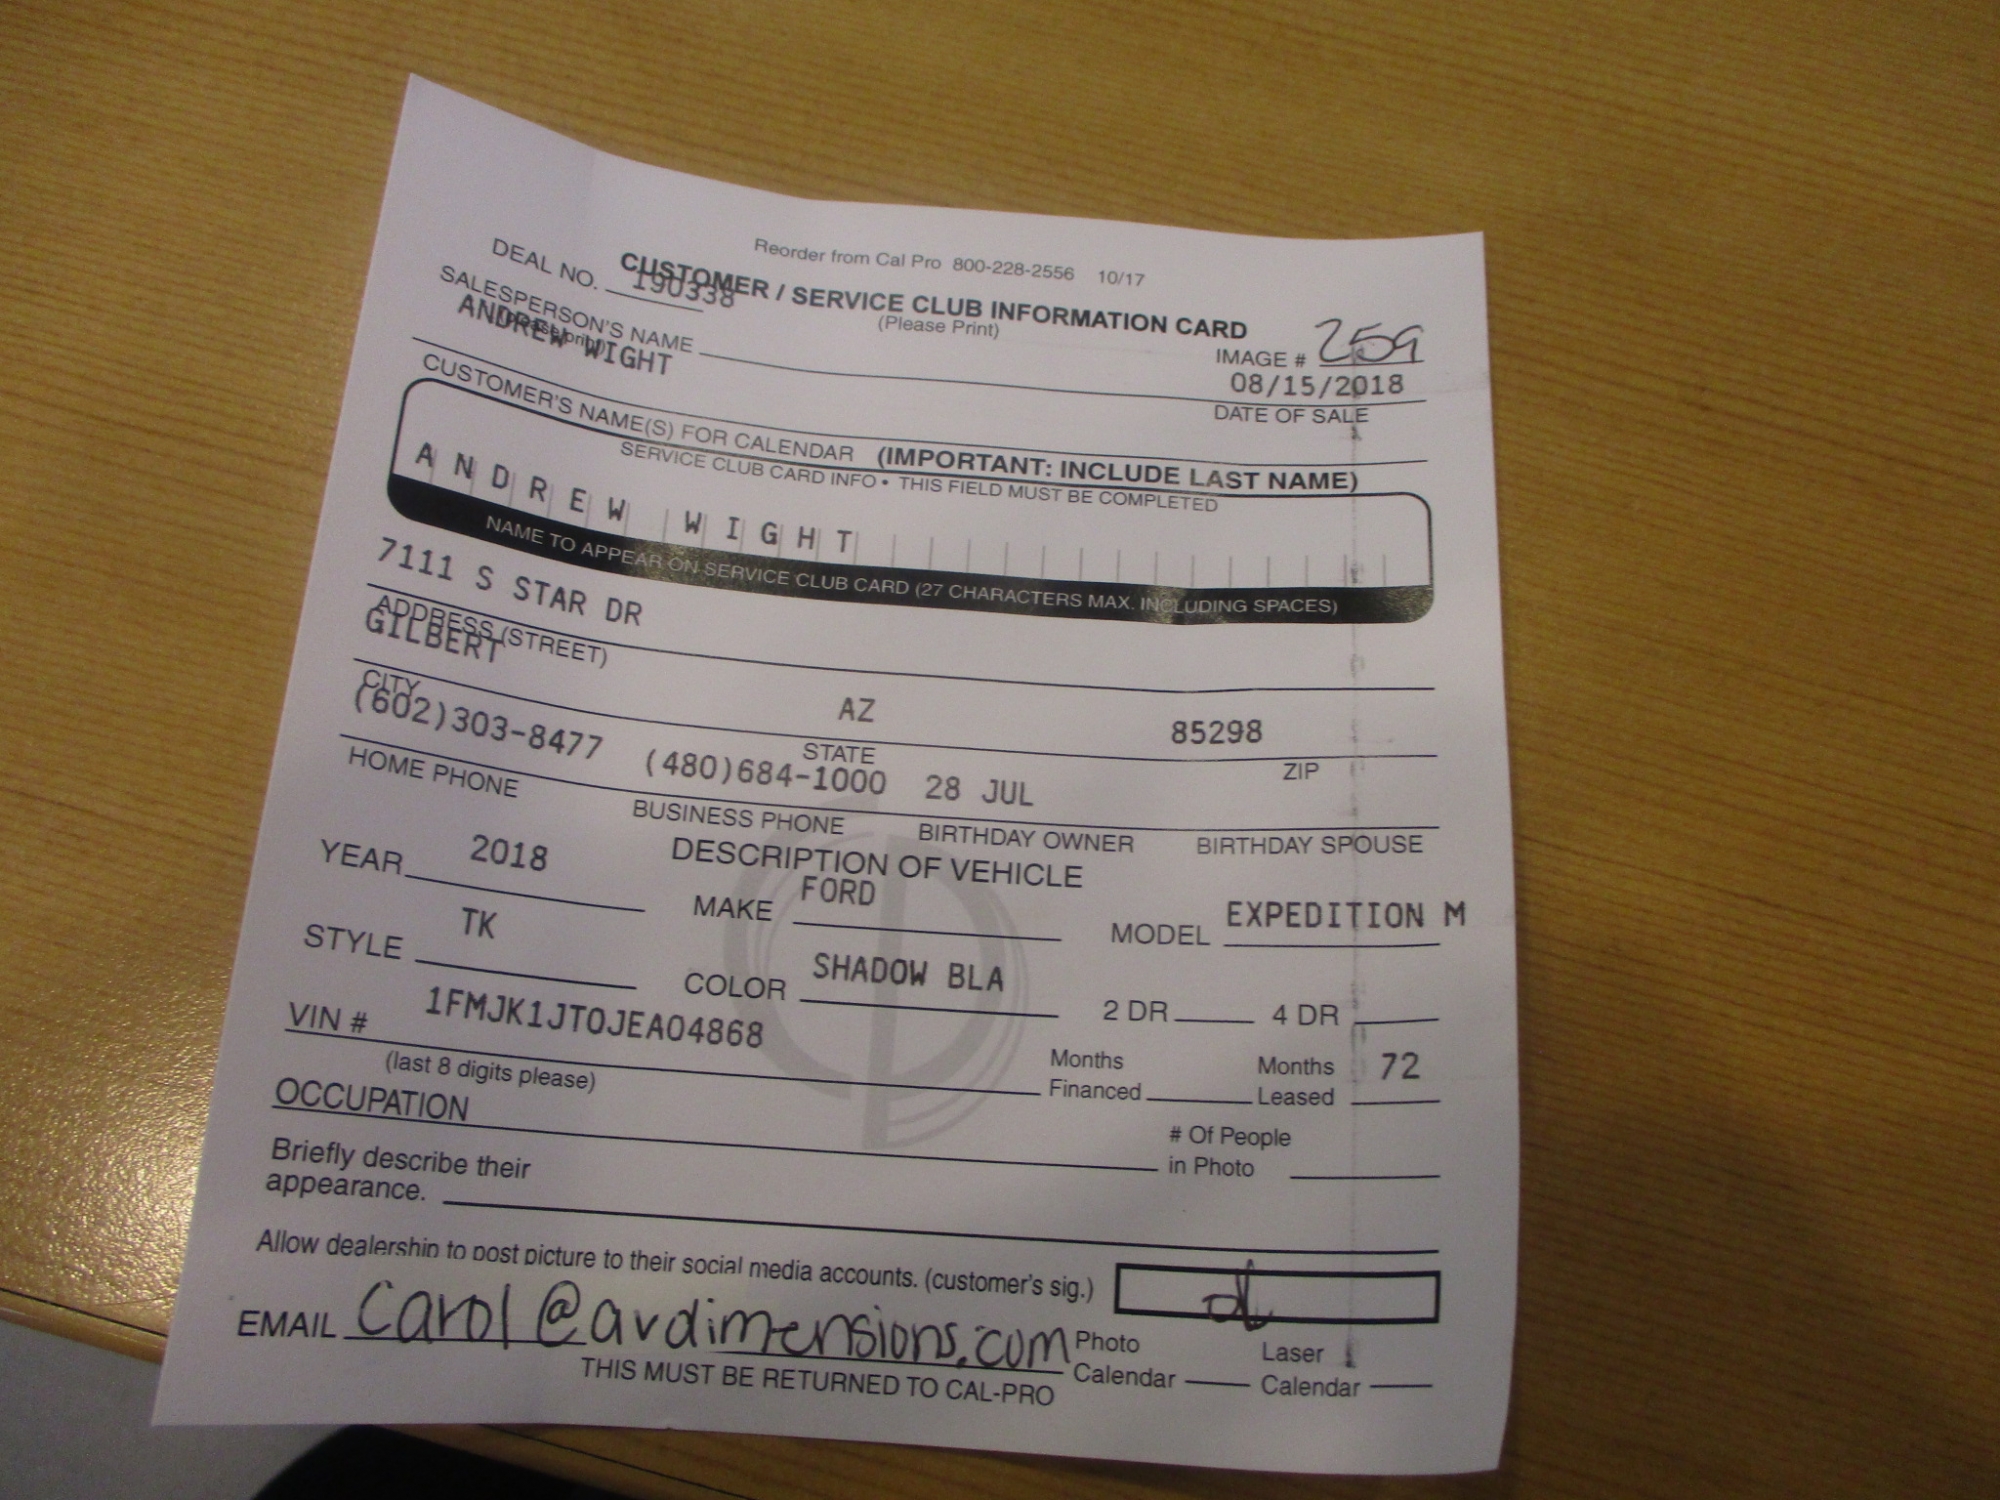 Reorder from Cal Pro 800-228-2556 10/17
CUSTOMER / SERVICE CLUB INFORMATION CARD
(Please Print)
DEAL NO. 190338
SALESPERSON'S NAME
(please print)
IMAGE # 259
ANDREW WIGHT
08/15/2018
DATE OF SALE
CUSTOMER'S NAME(S) FOR CALENDAR (IMPORTANT: INCLUDE LAST NAME)
SERVICE CLUB CARD INFO • THIS FIELD MUST BE COMPLETED
ANDREW WIGHT
NAME TO APPEAR ON SERVICE CLUB CARD (27 CHARACTERS MAX. INCLUDING SPACES)
7111 S STAR DR
ADDRESS (STREET)
GILBERT AZ 85298
CITY STATE ZIP
(602)303-8477 (480)684-1000 28 JUL
HOME PHONE BUSINESS PHONE BIRTHDAY OWNER BIRTHDAY SPOUSE
DESCRIPTION OF VEHICLE
YEAR 2018 MAKE FORD MODEL EXPEDITION M
STYLE TK COLOR SHADOW BLA 2 DR 4 DR
VIN # 1FMJK1JT0JEA04868
(last 8 digits please)
Months Financed Months Leased 72
OCCUPATION
# Of People in Photo
Briefly describe their
appearance.
Allow dealership to post picture to their social media accounts. (customer's sig.)
EMAIL carol@avdimensions.com
Photo Calendar Laser Calendar
THIS MUST BE RETURNED TO CAL-PRO